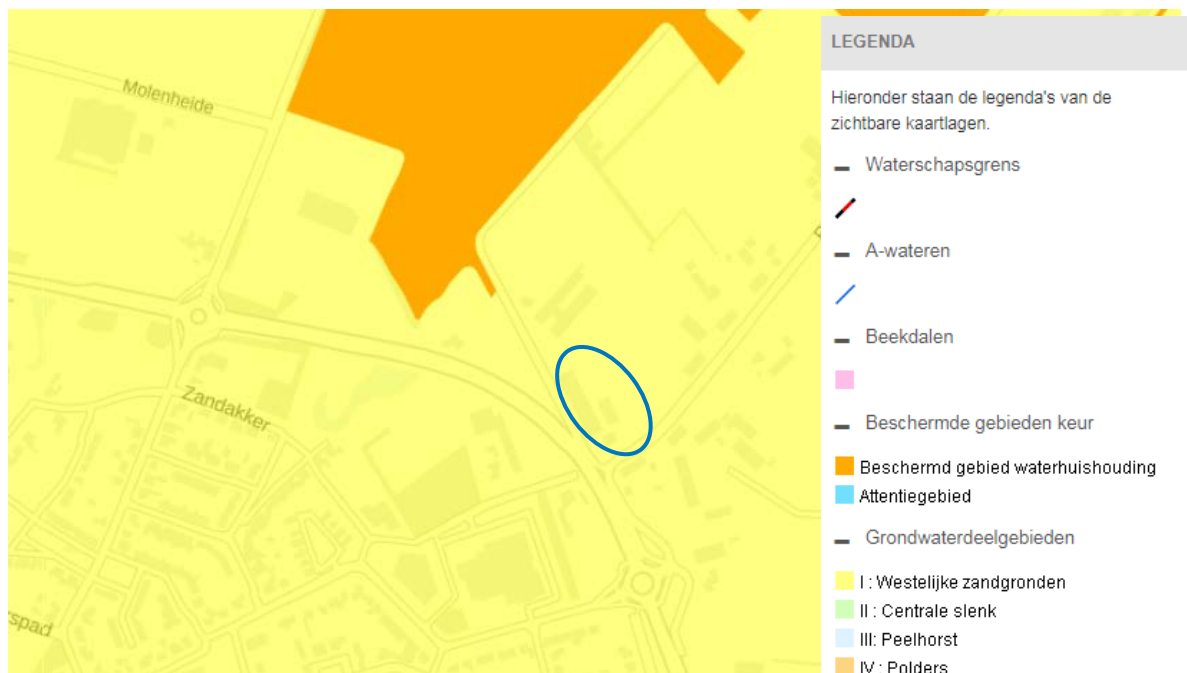 Molenheide
Zandakker
spad
LEGENDA
Hieronder staan de legenda's van de
zichtbare kaartlagen.
Waterschapsgrens
A-wateren
Beekdalen
Beschermde gebieden keur
Beschermd gebied waterhuishouding
Attentiegebied
Grondwaterdeelgebieden
I : Westelijke zandgronden
II : Centrale slenk
III: Peelhorst
IV : Polders